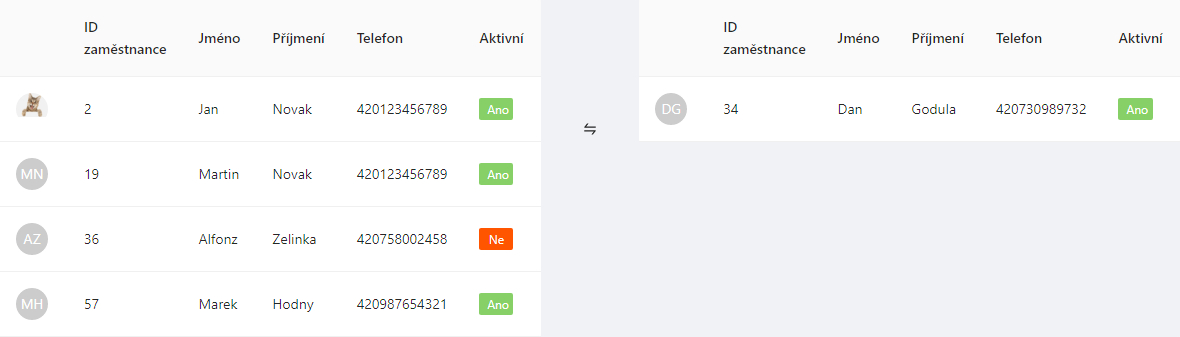 ID
zaměstnance Jméno Příjmení Telefon Aktivní
2 Jan Novak 420123456789 Ano
MN 19 Martin Novak 420123456789 Ano
AZ 36 Alfonz Zelinka 420758002458 Ne
MH 57 Marek Hodny 420987654321 Ano
ID
zaměstnance Jméno Příjmení Telefon Aktivní
DG 34 Dan Godula 420730989732 Ano